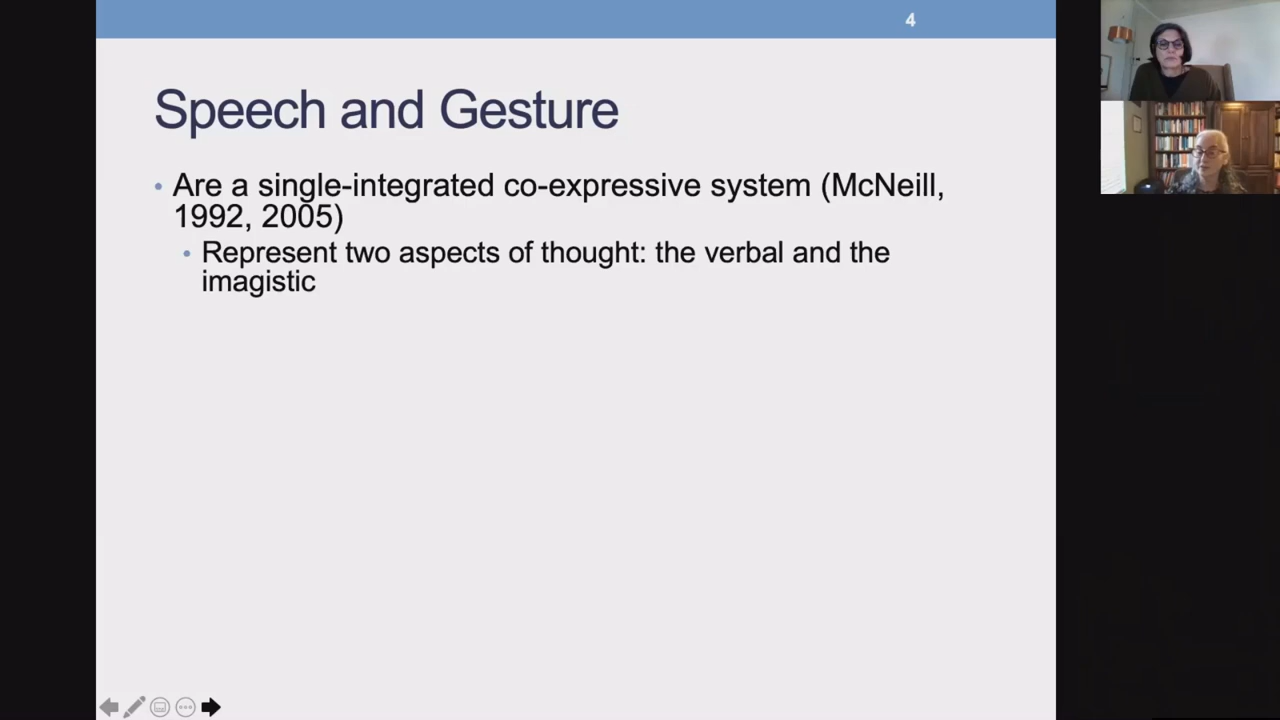 4
Speech and Gesture
• Are a single-integrated co-expressive system (McNeill,
1992, 2005)
• Represent two aspects of thought: the verbal and the
imagistic